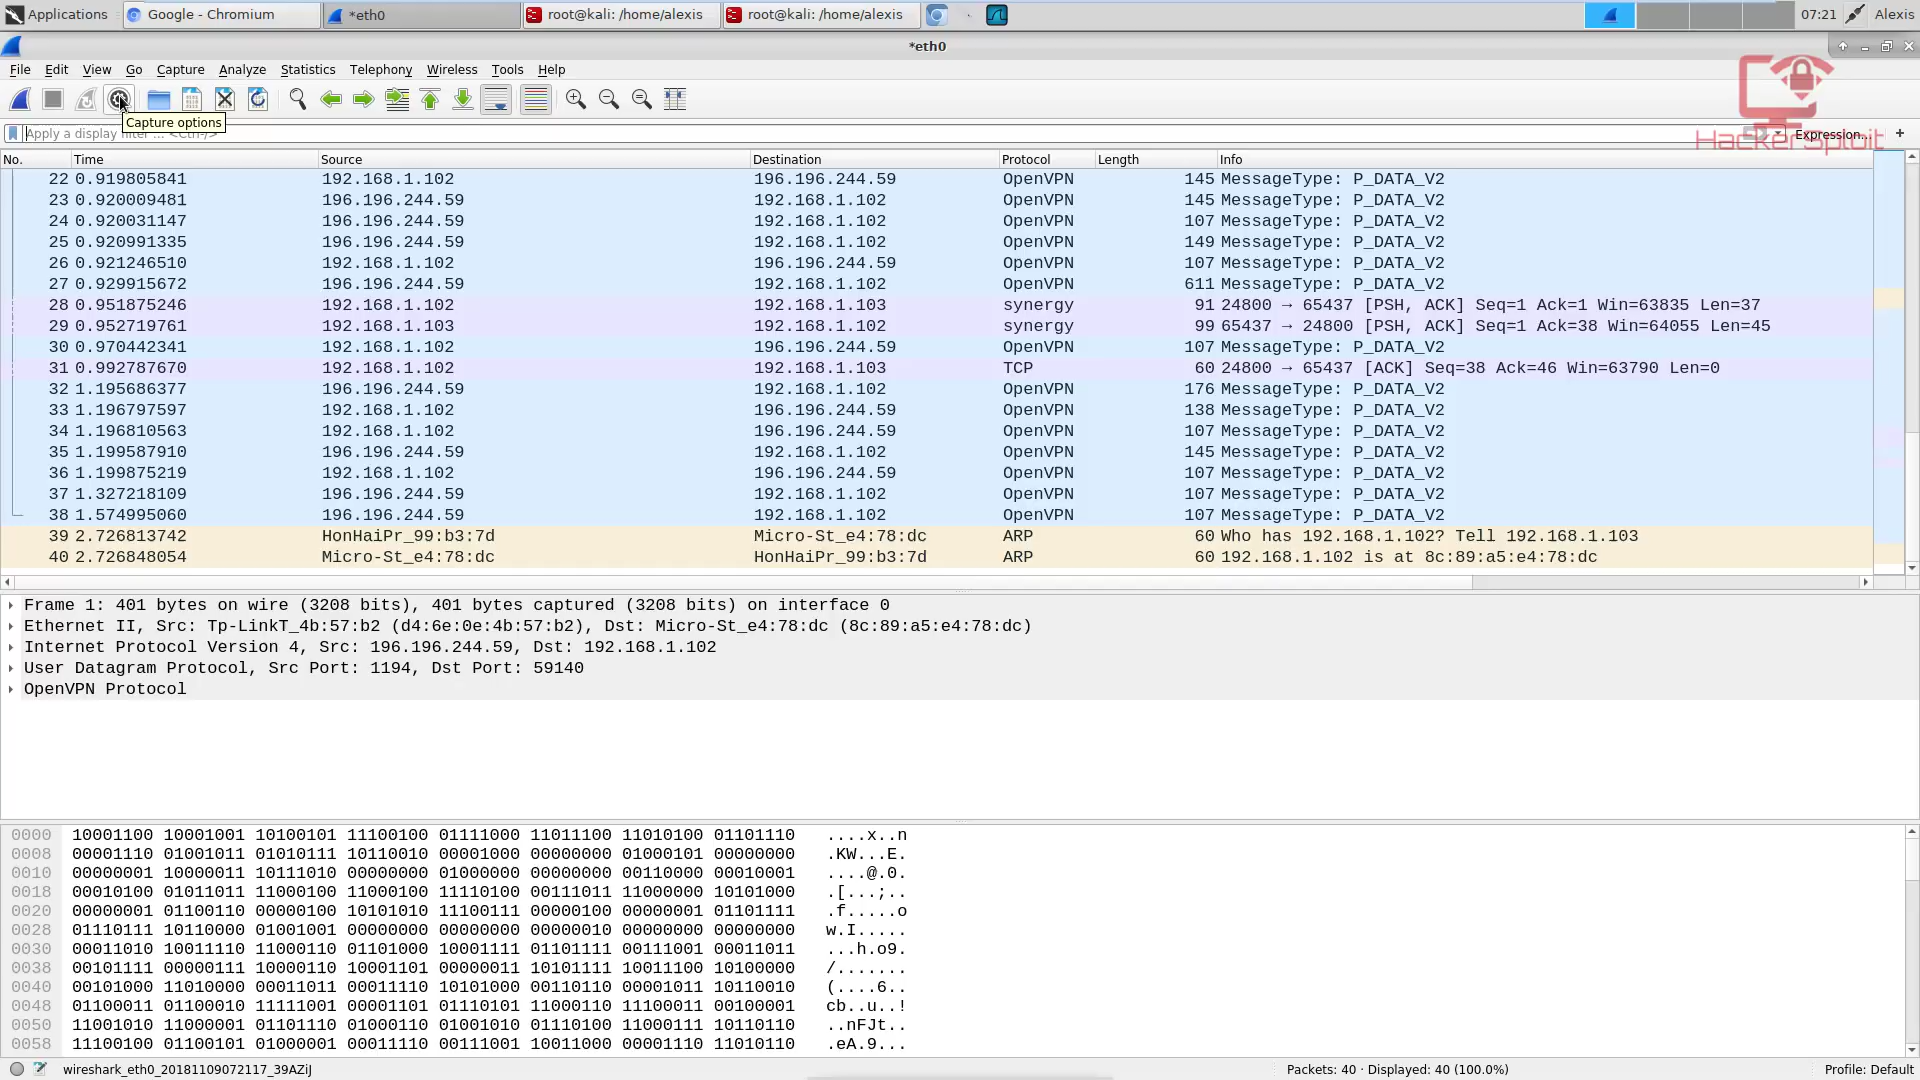 Applications Google - Chromium *eth0 root@kali: /home/alexis root@kali: /home/alexis 07:21 Alexis
*eth0
File Edit View Go Capture Analyze Statistics Telephony Wireless Tools Help
Capture options
Apply a display filter ... <Ctrl-/> Expression... +
HackerSploit
No. Time Source Destination Protocol Length Info
22 0.919805841 192.168.1.102 196.196.244.59 OpenVPN 145 MessageType: P_DATA_V2
23 0.920009481 196.196.244.59 192.168.1.102 OpenVPN 145 MessageType: P_DATA_V2
24 0.920031147 196.196.244.59 192.168.1.102 OpenVPN 107 MessageType: P_DATA_V2
25 0.920991335 196.196.244.59 192.168.1.102 OpenVPN 149 MessageType: P_DATA_V2
26 0.921246510 192.168.1.102 196.196.244.59 OpenVPN 107 MessageType: P_DATA_V2
27 0.929915672 196.196.244.59 192.168.1.102 OpenVPN 611 MessageType: P_DATA_V2
28 0.951875246 192.168.1.102 192.168.1.103 synergy 91 24800 → 65437 [PSH, ACK] Seq=1 Ack=1 Win=63835 Len=37
29 0.952719761 192.168.1.103 192.168.1.102 synergy 99 65437 → 24800 [PSH, ACK] Seq=1 Ack=38 Win=64055 Len=45
30 0.970442341 192.168.1.102 196.196.244.59 OpenVPN 107 MessageType: P_DATA_V2
31 0.992787670 192.168.1.102 192.168.1.103 TCP 60 24800 → 65437 [ACK] Seq=38 Ack=46 Win=63790 Len=0
32 1.195686377 196.196.244.59 192.168.1.102 OpenVPN 176 MessageType: P_DATA_V2
33 1.196797597 192.168.1.102 196.196.244.59 OpenVPN 138 MessageType: P_DATA_V2
34 1.196810563 192.168.1.102 196.196.244.59 OpenVPN 107 MessageType: P_DATA_V2
35 1.199587910 196.196.244.59 192.168.1.102 OpenVPN 145 MessageType: P_DATA_V2
36 1.199875219 192.168.1.102 196.196.244.59 OpenVPN 107 MessageType: P_DATA_V2
37 1.327218109 196.196.244.59 192.168.1.102 OpenVPN 107 MessageType: P_DATA_V2
38 1.574995060 196.196.244.59 192.168.1.102 OpenVPN 107 MessageType: P_DATA_V2
39 2.726813742 HonHaiPr_99:b3:7d Micro-St_e4:78:dc ARP 60 Who has 192.168.1.102? Tell 192.168.1.103
40 2.726848054 Micro-St_e4:78:dc HonHaiPr_99:b3:7d ARP 60 192.168.1.102 is at 8c:89:a5:e4:78:dc
Frame 1: 401 bytes on wire (3208 bits), 401 bytes captured (3208 bits) on interface 0
Ethernet II, Src: Tp-LinkT_4b:57:b2 (d4:6e:0e:4b:57:b2), Dst: Micro-St_e4:78:dc (8c:89:a5:e4:78:dc)
Internet Protocol Version 4, Src: 196.196.244.59, Dst: 192.168.1.102
User Datagram Protocol, Src Port: 1194, Dst Port: 59140
OpenVPN Protocol
0000 10001100 10001001 10100101 11100100 01111000 11011100 11010100 01101110 ....x..n
0008 00001110 01001011 01010111 10110010 00001000 00000000 01000101 00000000 .KW...E.
0010 00000001 10000011 10111010 00000000 01000000 00000000 00110000 00010001 ....@.0.
0018 00010100 01011011 11000100 11000100 11110100 00111011 11000000 10101000 .[...;..
0020 00000001 01100110 00000100 10101010 11100111 00000100 00000001 01101111 .f.....o
0028 01110111 10110000 01001001 00000000 00000000 00000010 00000000 00000000 w.I.....
0030 00011010 10011110 11000110 01101000 10001111 01101111 00111001 00011011 ...h.o9.
0038 00101111 00000111 10000110 10001101 00000011 10101111 10011100 10100000 /.......
0040 00101000 11010000 00011011 00011110 10101000 00110110 00001011 10110010 (....6..
0048 01100011 01100010 11111001 00001101 01110101 11000110 11100011 00100001 cb..u..!
0050 11001010 11000001 01101110 01000110 01001010 01110100 11000111 10110110 ..nFJt..
0058 11100100 01100101 01000001 00011110 00111001 10011000 00001110 11010110 .eA.9...
wireshark_eth0_20181109072117_39AZiJ Packets: 40 · Displayed: 40 (100.0%) Profile: Default